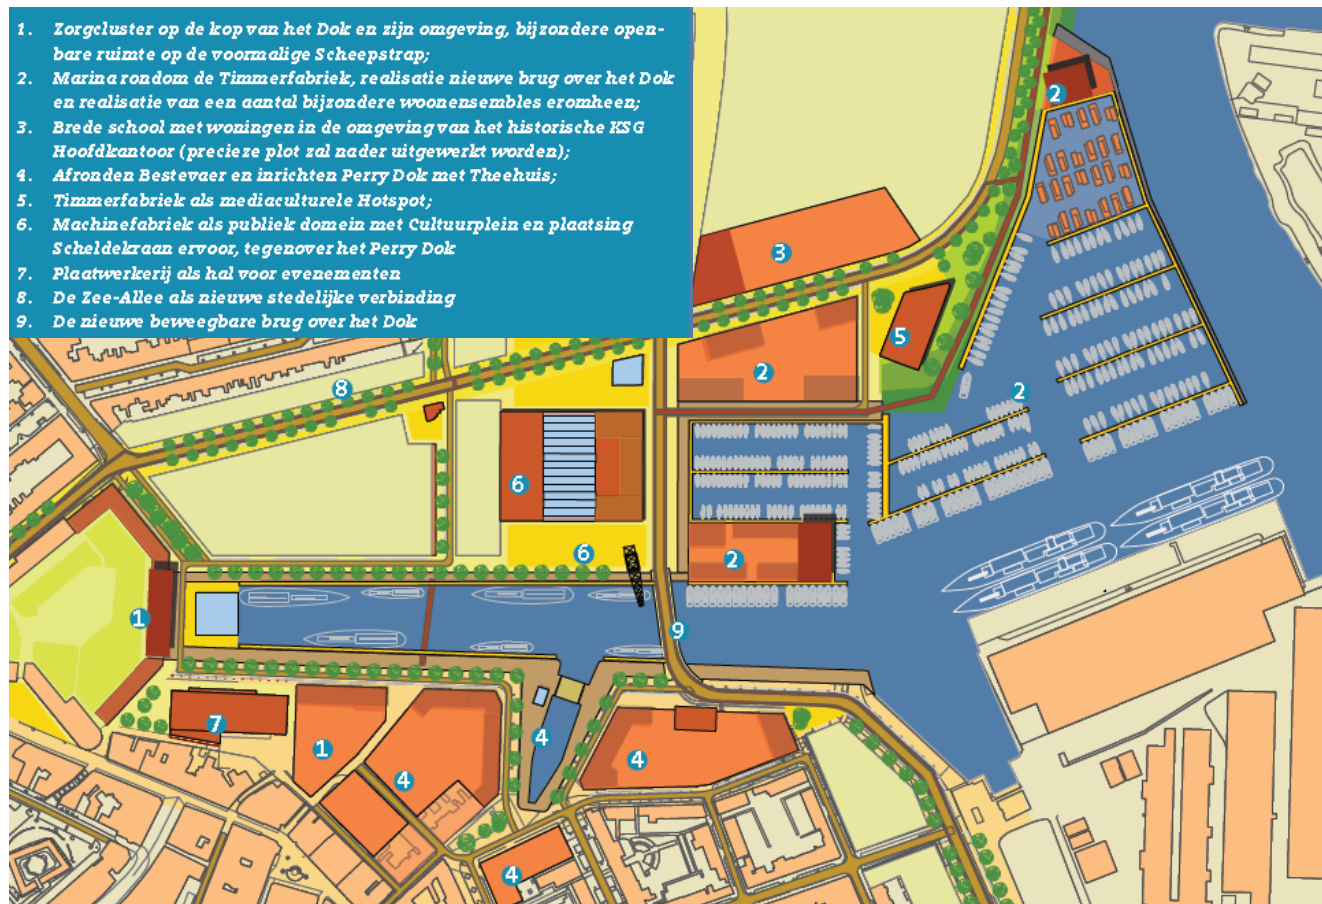 1. Zorgcluster op de kop van het Dok en zijn omgeving, bijzondere open-
bare ruimte op de voormalige Scheepstrap;
2. Marina rondom de Timmerfabriek, realisatie nieuwe brug over het Dok
en realisatie van een aantal bijzondere woonensembles eromheen;
3. Brede school met woningen in de omgeving van het historische KSG
Hoofdkantoor (precieze plot zal nader uitgewerkt worden);
4. Afronden Bestevaer en inrichten Perry Dok met Theehuis;
5. Timmerfabriek als mediaculturele Hotspot;
6. Machinefabriek als publiek domein met Cultuurplein en plaatsing
Scheldekraan ervoor, tegenover het Perry Dok
7. Plaatwerkerij als hal voor evenementen
8. De Zee-Allee als nieuwe stedelijke verbinding
9. De nieuwe beweegbare brug over het Dok
2
3
5
2
8
2
6
6
2
1
9
7
1
4
4
4
4